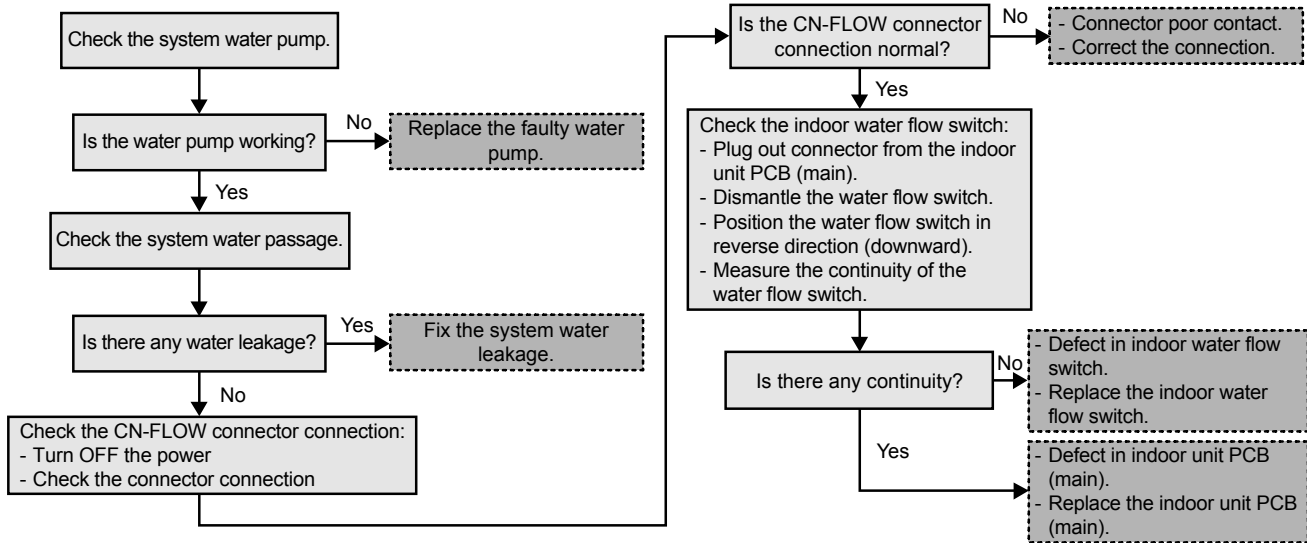 Check the system water pump.
Is the water pump working?
No
Replace the faulty water
pump.
Yes
Check the system water passage.
Is there any water leakage?
Yes
Fix the system water
leakage.
No
Check the CN-FLOW connector connection:
- Turn OFF the power
- Check the connector connection
Is the CN-FLOW connector
connection normal?
No
- Connector poor contact.
- Correct the connection.
Yes
Check the indoor water flow switch:
- Plug out connector from the indoor
unit PCB (main).
- Dismantle the water flow switch.
- Position the water flow switch in
reverse direction (downward).
- Measure the continuity of the
water flow switch.
Is there any continuity?
No
- Defect in indoor water flow
switch.
- Replace the indoor water
flow switch.
Yes
- Defect in indoor unit PCB
(main).
- Replace the indoor unit PCB
(main).